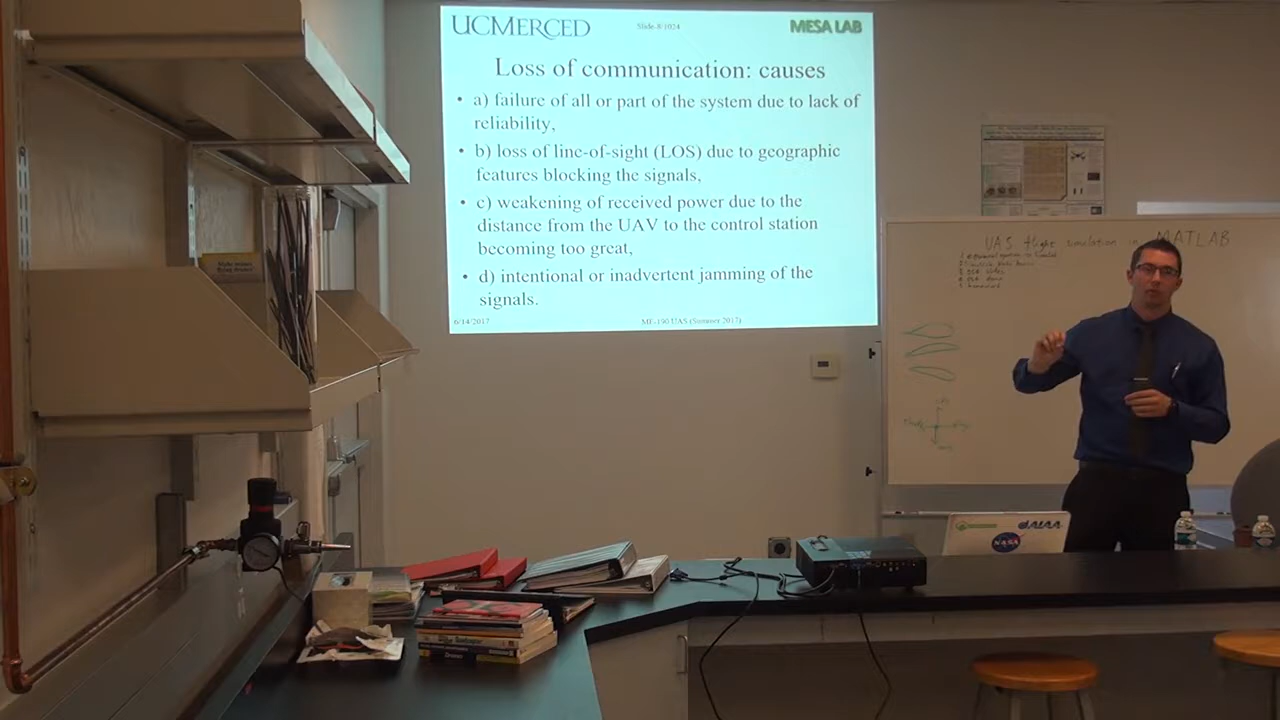 UCMERCED
Slide-8/1024
MESA LAB
Loss of communication: causes
• a) failure of all or part of the system due to lack of
reliability,
• b) loss of line-of-sight (LOS) due to geographic
features blocking the signals,
• c) weakening of received power due to the
distance from the UAV to the control station
becoming too great,
• d) intentional or inadvertent jamming of the
signals.
6/14/2017
ME-190 UAS (Summer 2017)
UAS flight simulation in MATLAB
AIAA
NASA